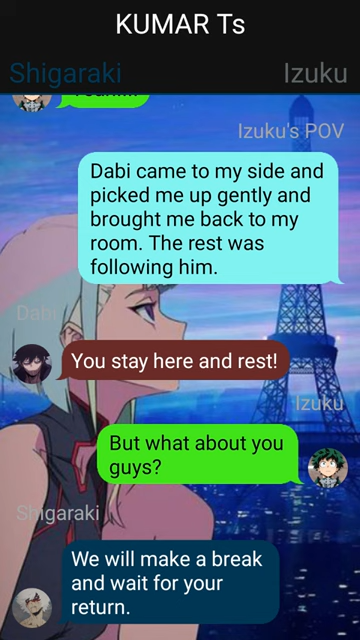 KUMAR Ts
Shigaraki
Izuku
Izuku's POV
Dabi came to my side and
picked me up gently and
brought me back to my
room. The rest was
following him.
Dabi
You stay here and rest!
Izuku
But what about you
guys?
Shigaraki
We will make a break
and wait for your
return.